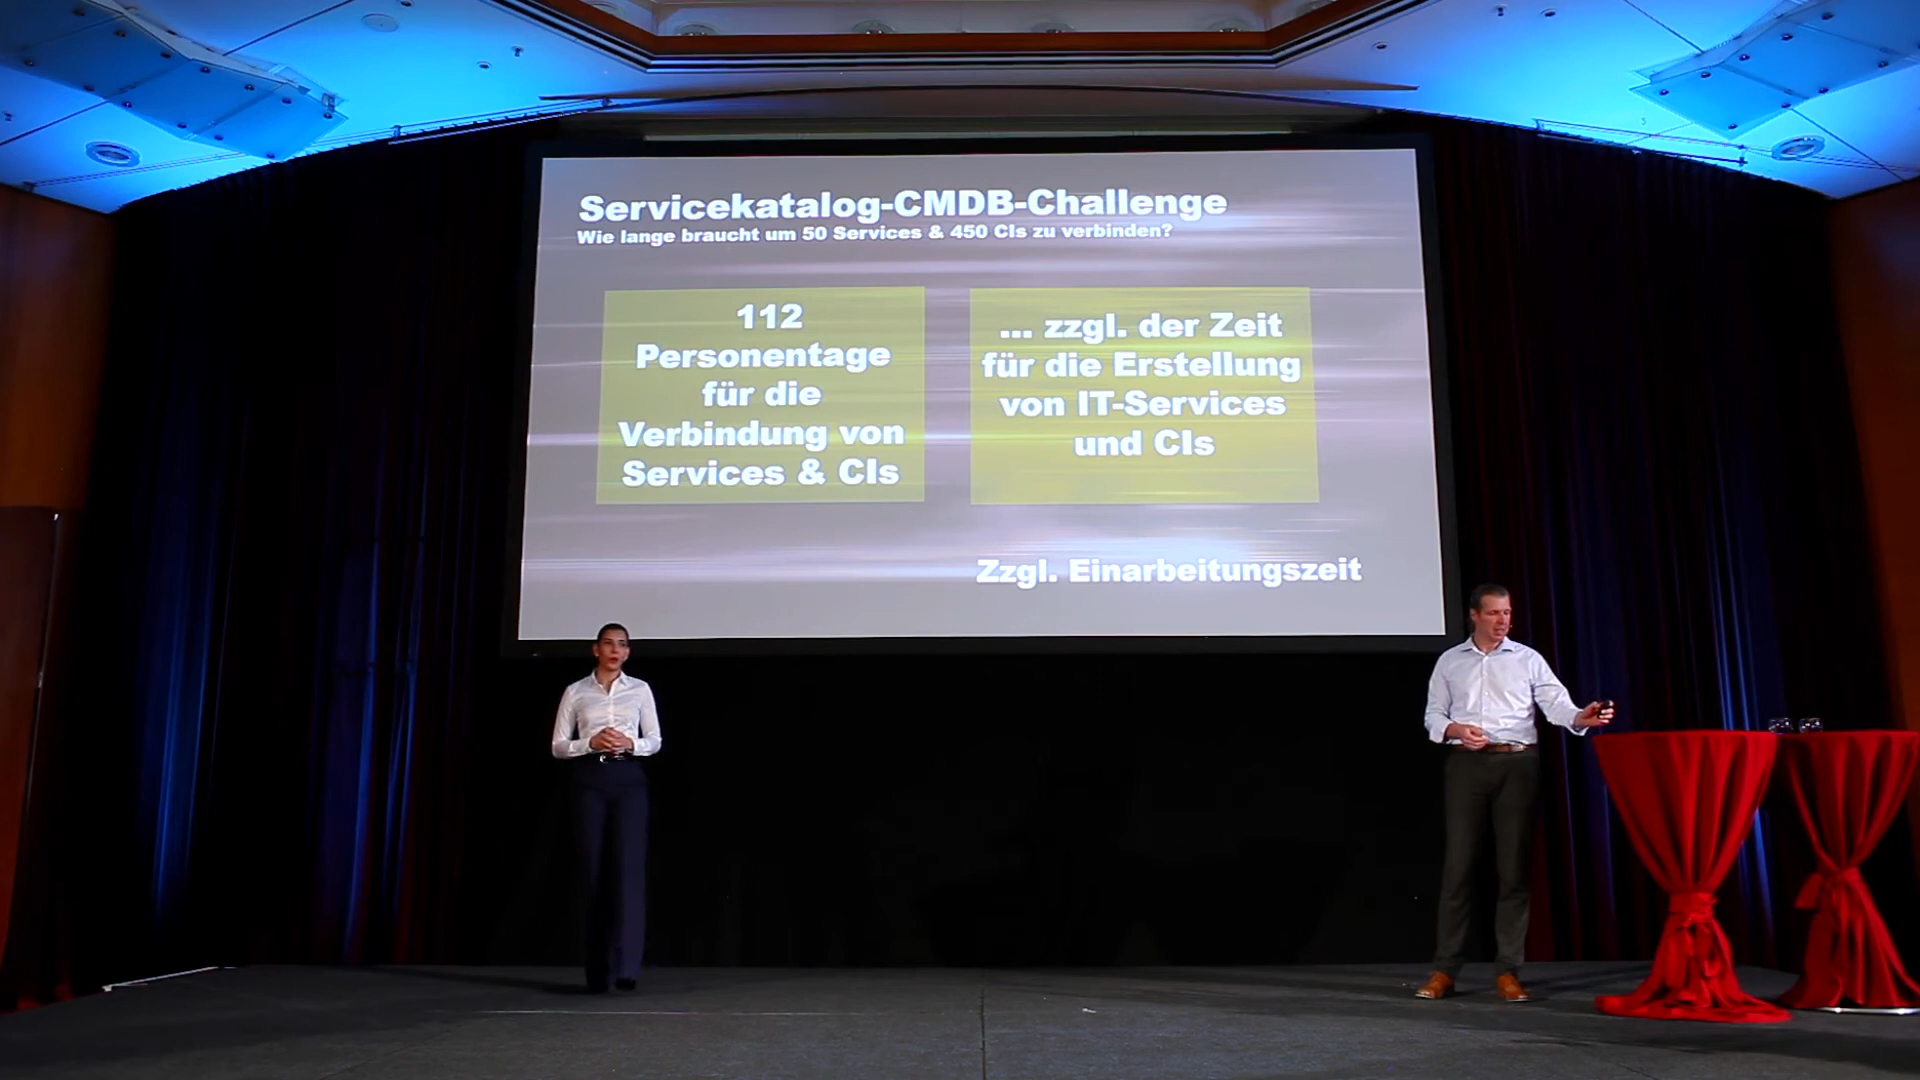 Servicekatalog-CMDB-Challenge
Wie lange braucht um 50 Services & 450 CIs zu verbinden?
112
Personentage
für die
Verbindung von
Services & CIs
... zzgl. der Zeit
für die Erstellung
von IT-Services
und CIs
Zzgl. Einarbeitungszeit